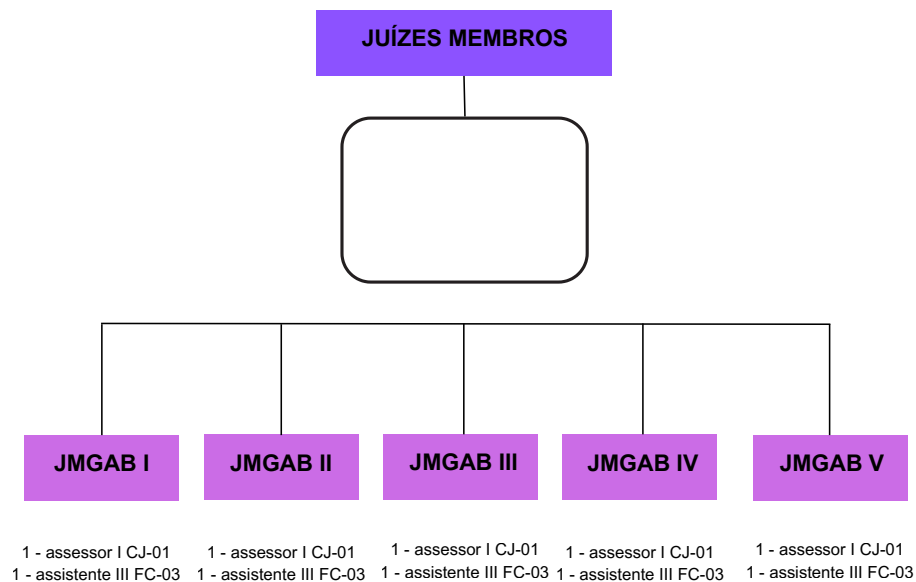 JUÍZES MEMBROS
JMGAB I
JMGAB II
JMGAB III
JMGAB IV
JMGAB V
1 - assessor I CJ-01
1 - assistente III FC-03
1 - assessor I CJ-01
1 - assistente III FC-03
1 - assessor I CJ-01
1 - assistente III FC-03
1 - assessor I CJ-01
1 - assistente III FC-03
1 - assessor I CJ-01
1 - assistente III FC-03